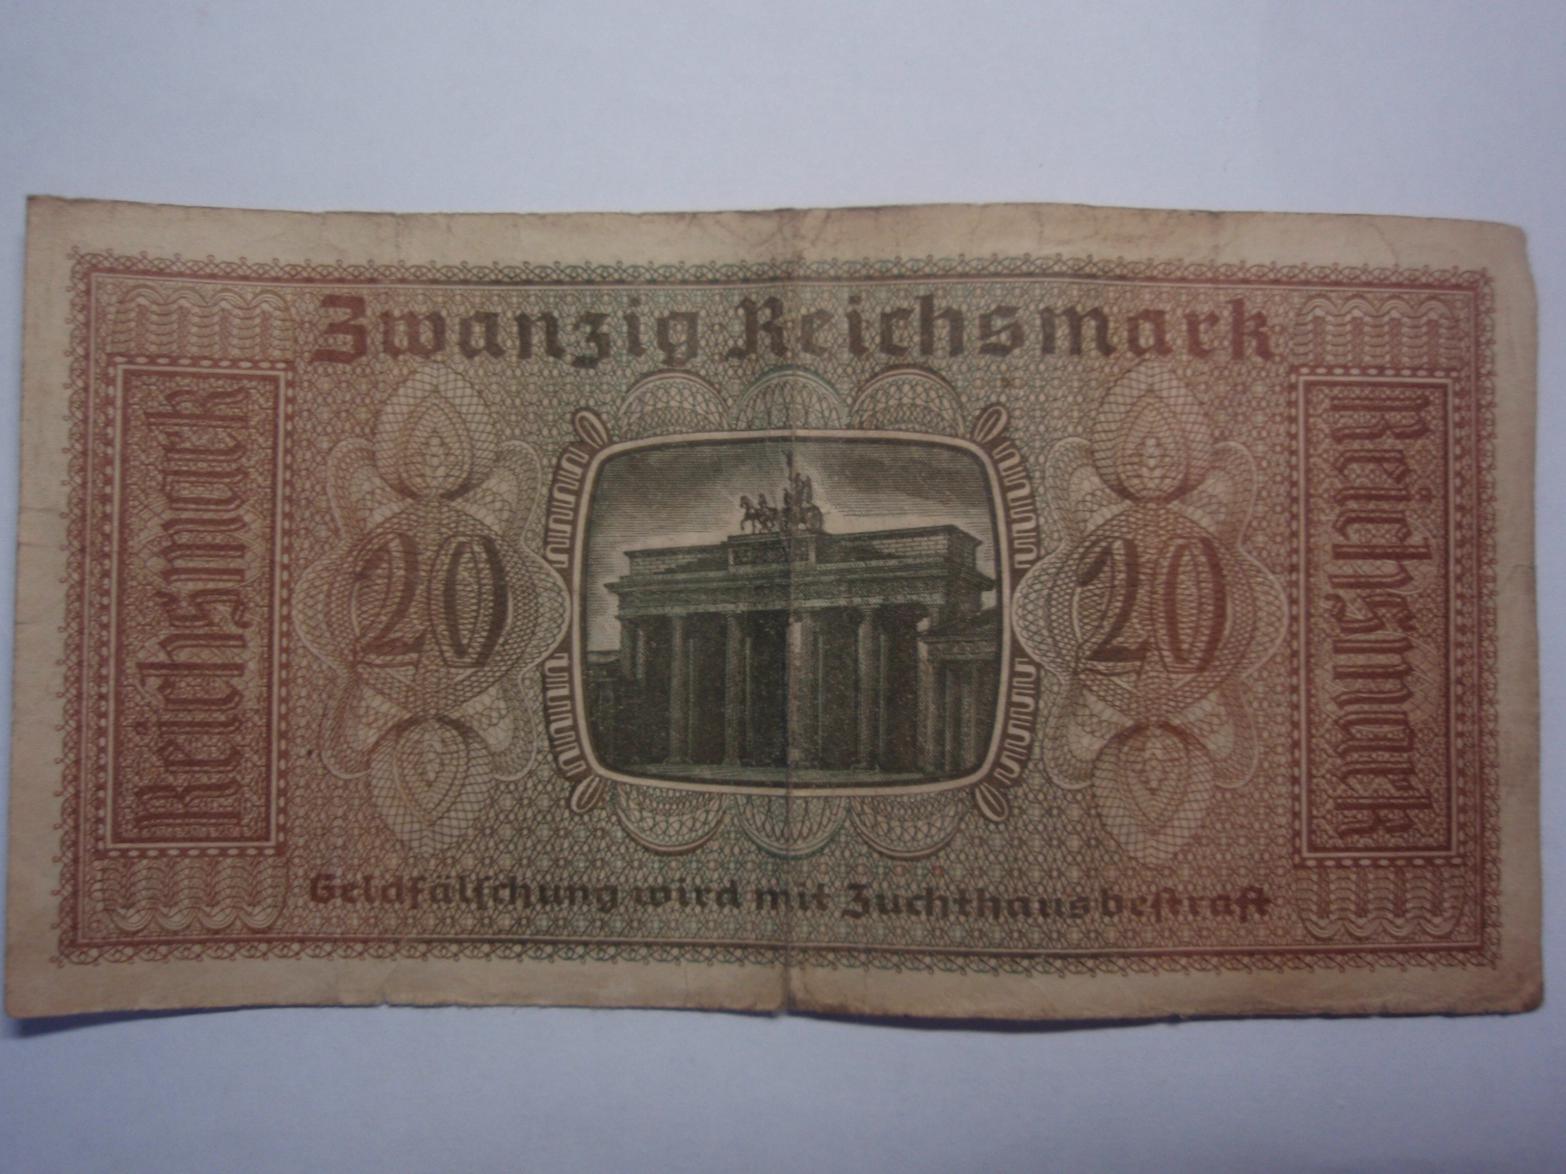 Zwanzig Reichsmark
Reichsmark
20
20
Reichsmark
Geldfälſchung wird mit Zuchthaus beſtraft